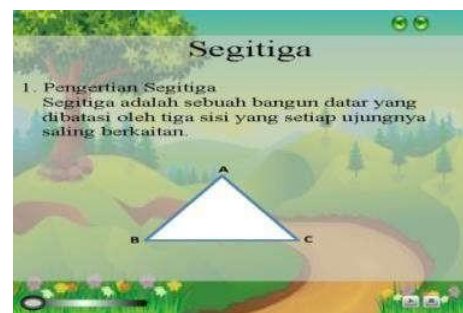 Segitiga
1. Pengertian Segitiga
Segitiga adalah sebuah bangun datar yang
dibatasi oleh tiga sisi yang setiap ujungnya
saling berkaitan.
A
B
C